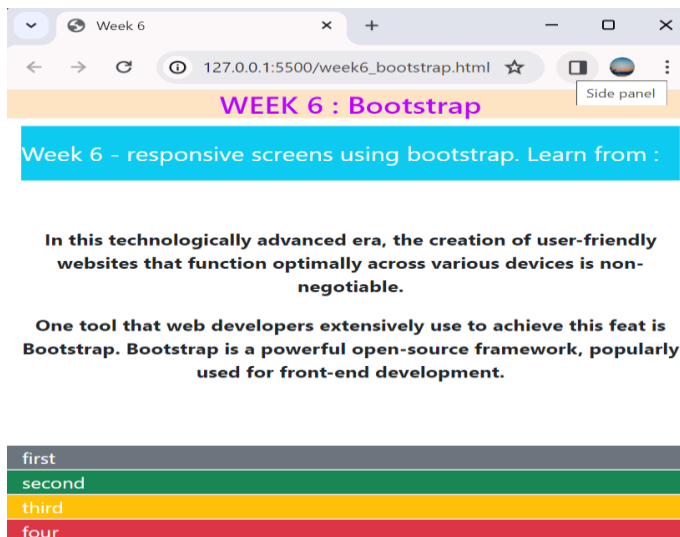 Week 6
127.0.0.1:5500/week6_bootstrap.html
Side panel
WEEK 6 : Bootstrap
Week 6 - responsive screens using bootstrap. Learn from :
In this technologically advanced era, the creation of user-friendly
websites that function optimally across various devices is non-
negotiable.
One tool that web developers extensively use to achieve this feat is
Bootstrap. Bootstrap is a powerful open-source framework, popularly
used for front-end development.
first
second
third
four